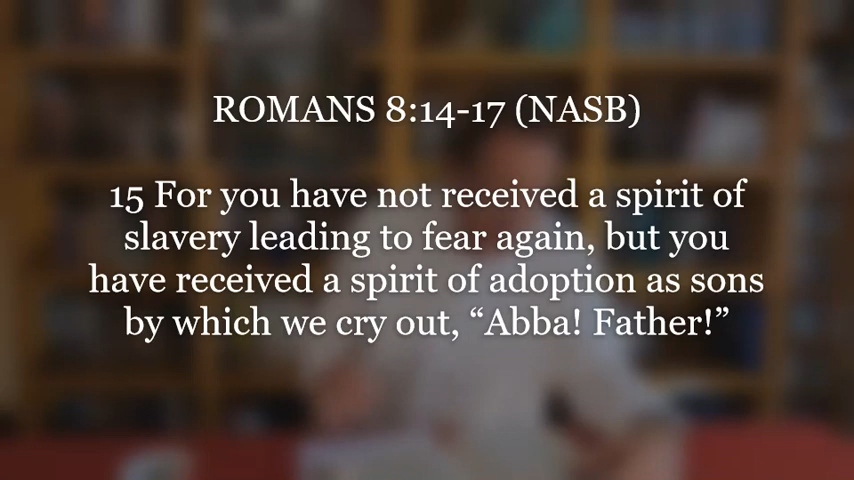 ROMANS 8:14-17 (NASB)
15 For you have not received a spirit of
slavery leading to fear again, but you
have received a spirit of adoption as sons
by which we cry out, “Abba! Father!”